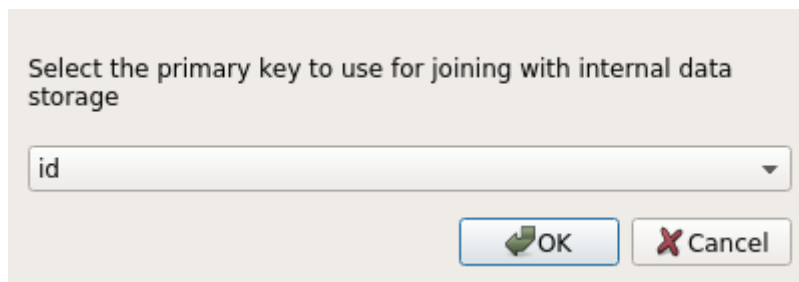 Select the primary key to use for joining with internal data
storage
id
OK
Cancel